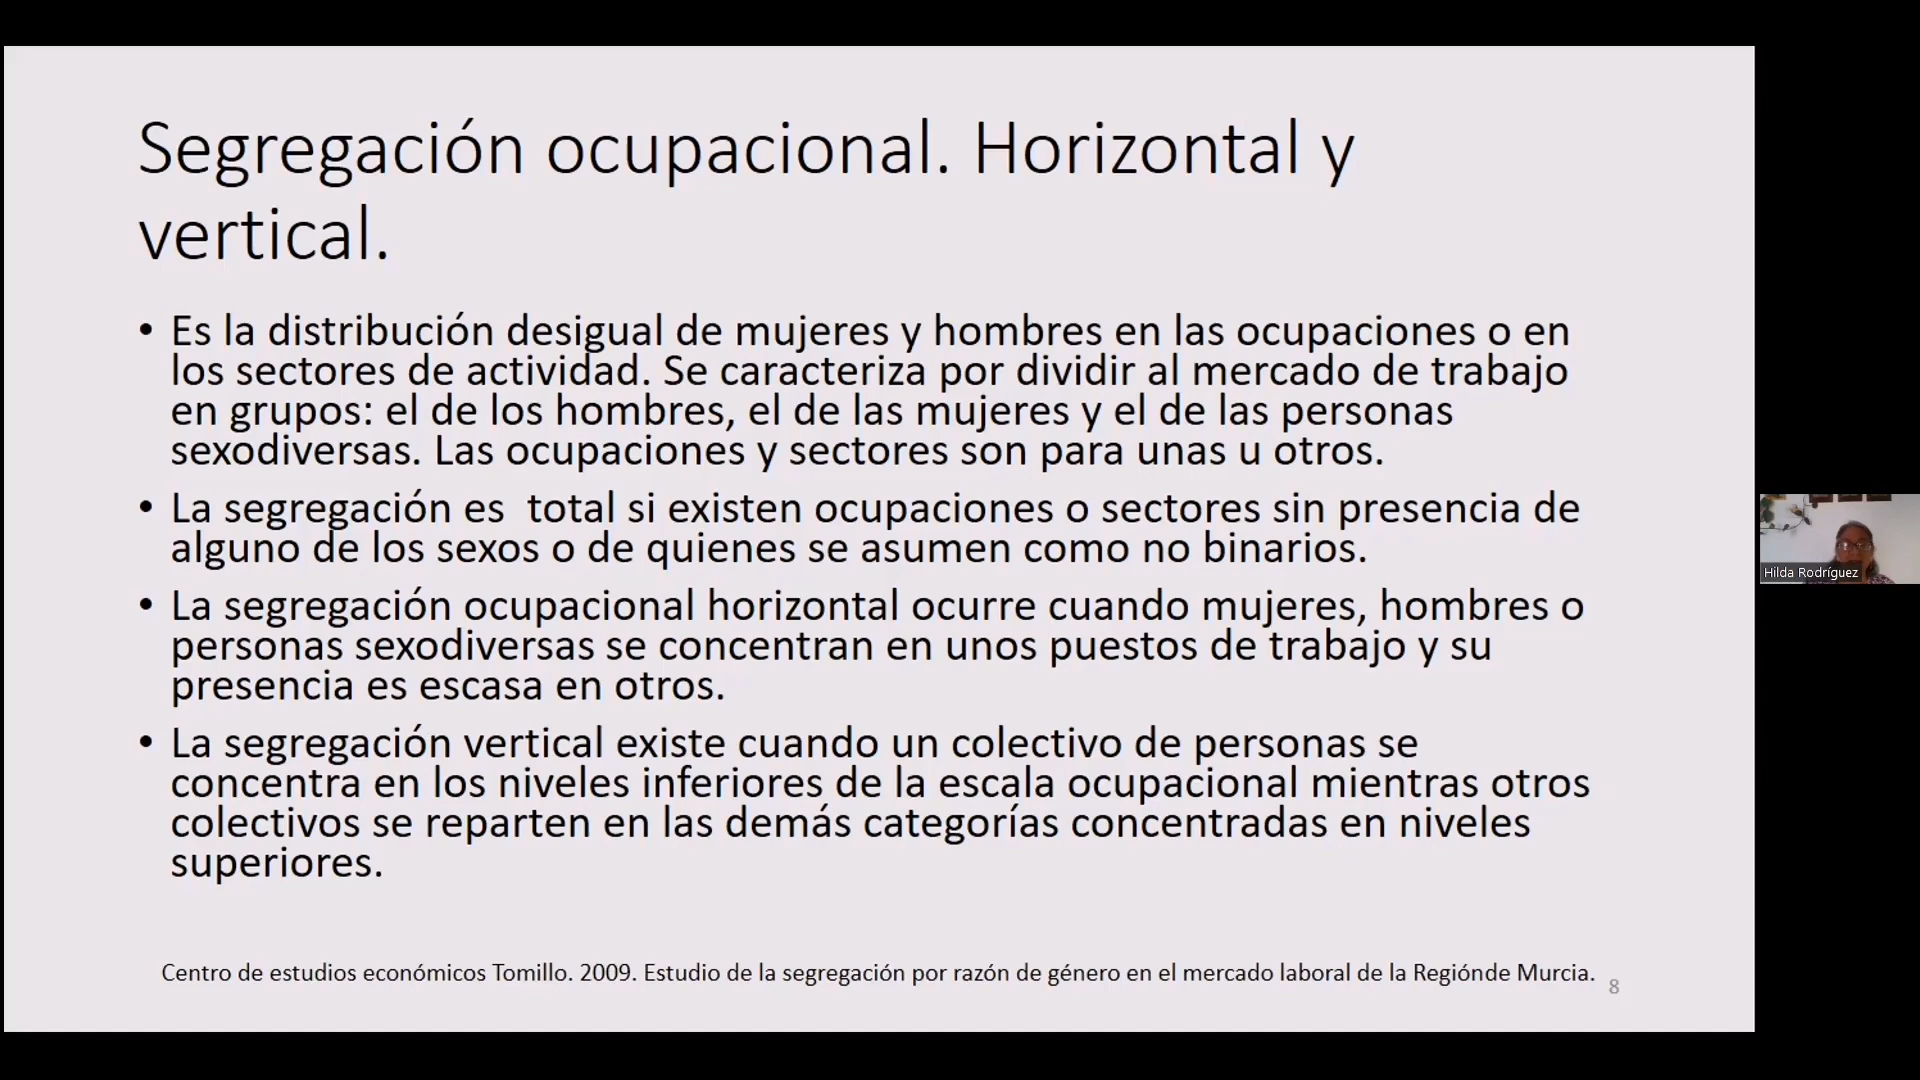 Segregación ocupacional. Horizontal y
vertical.
• Es la distribución desigual de mujeres y hombres en las ocupaciones o en
los sectores de actividad. Se caracteriza por dividir al mercado de trabajo
en grupos: el de los hombres, el de las mujeres y el de las personas
sexodiversas. Las ocupaciones y sectores son para unas u otros.
• La segregación es  total si existen ocupaciones o sectores sin presencia de
alguno de los sexos o de quienes se asumen como no binarios.
• La segregación ocupacional horizontal ocurre cuando mujeres, hombres o
personas sexodiversas se concentran en unos puestos de trabajo y su
presencia es escasa en otros.
• La segregación vertical existe cuando un colectivo de personas se
concentra en los niveles inferiores de la escala ocupacional mientras otros
colectivos se reparten en las demás categorías concentradas en niveles
superiores.
Centro de estudios económicos Tomillo. 2009. Estudio de la segregación por razón de género en el mercado laboral de la Regiónde Murcia.
8
Hilda Rodríguez